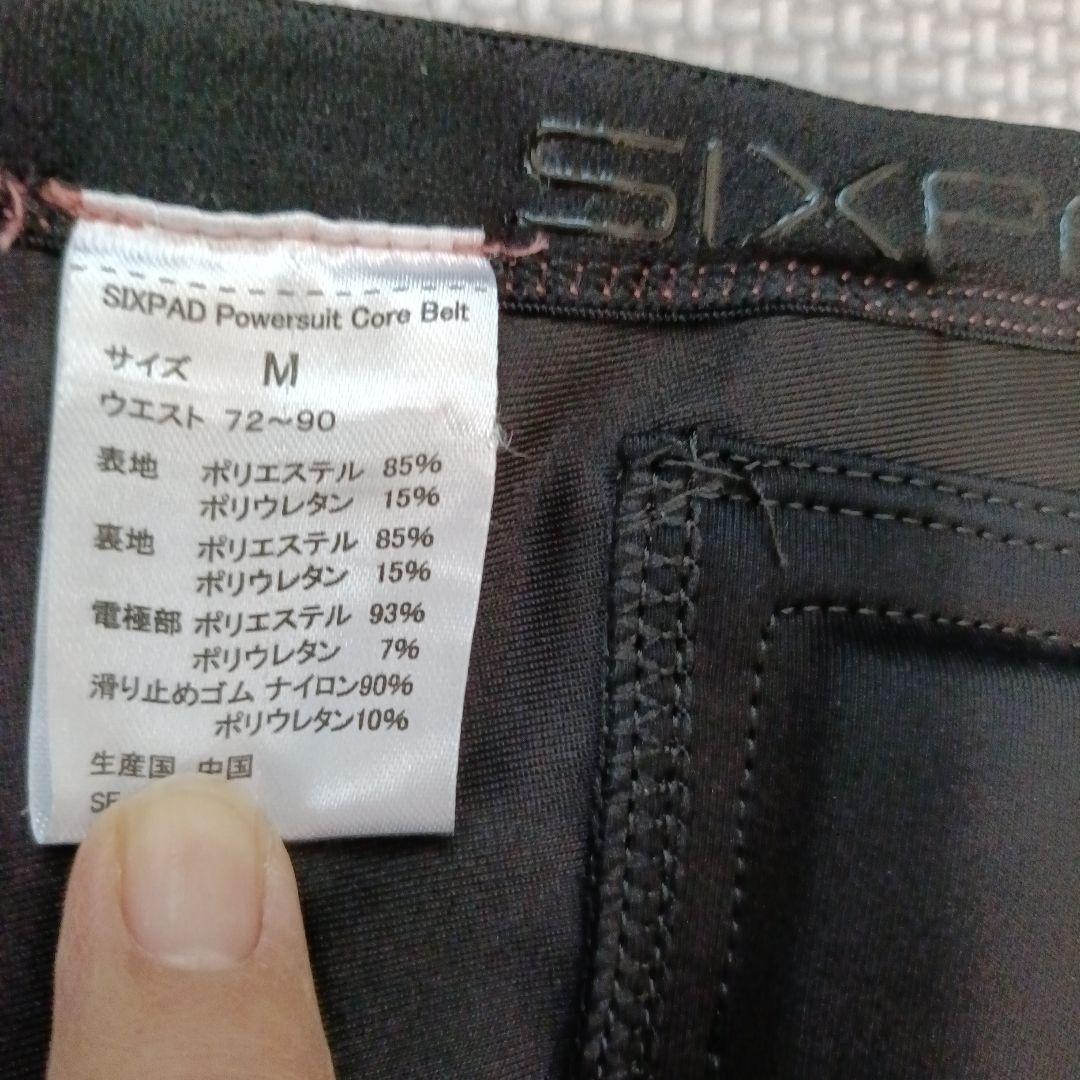 SIXPA
SIXPAD Powersuit Core Belt
サイズ M
ウエスト 72～90
表地 ポリエステル 85%
ポリウレタン 15%
裏地 ポリエステル 85%
ポリウレタン 15%
電極部 ポリエステル 93%
ポリウレタン 7%
滑り止めゴム ナイロン90%
ポリウレタン10%
生産国 中国